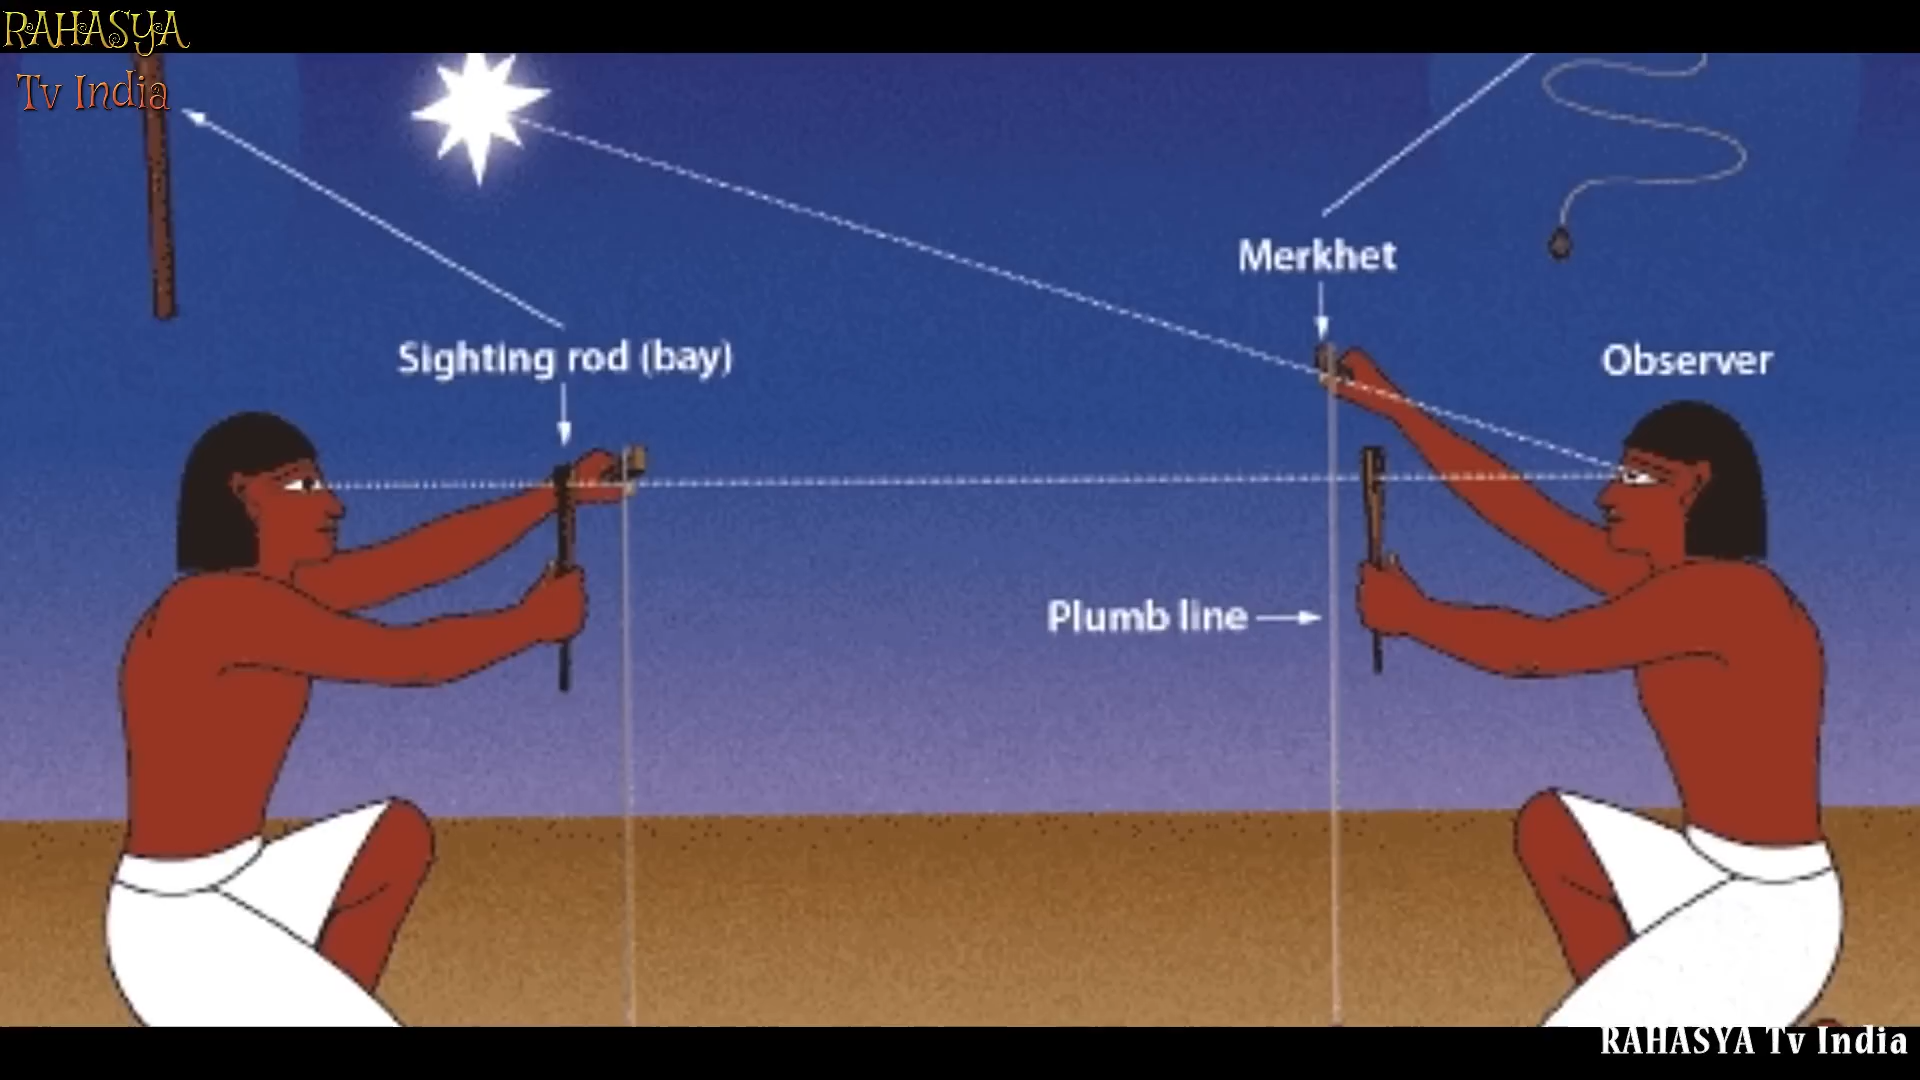 RAHASYA
Tv India
Merkhet
Sighting rod (bay)
Observer
Plumb line
RAHASYA Tv India